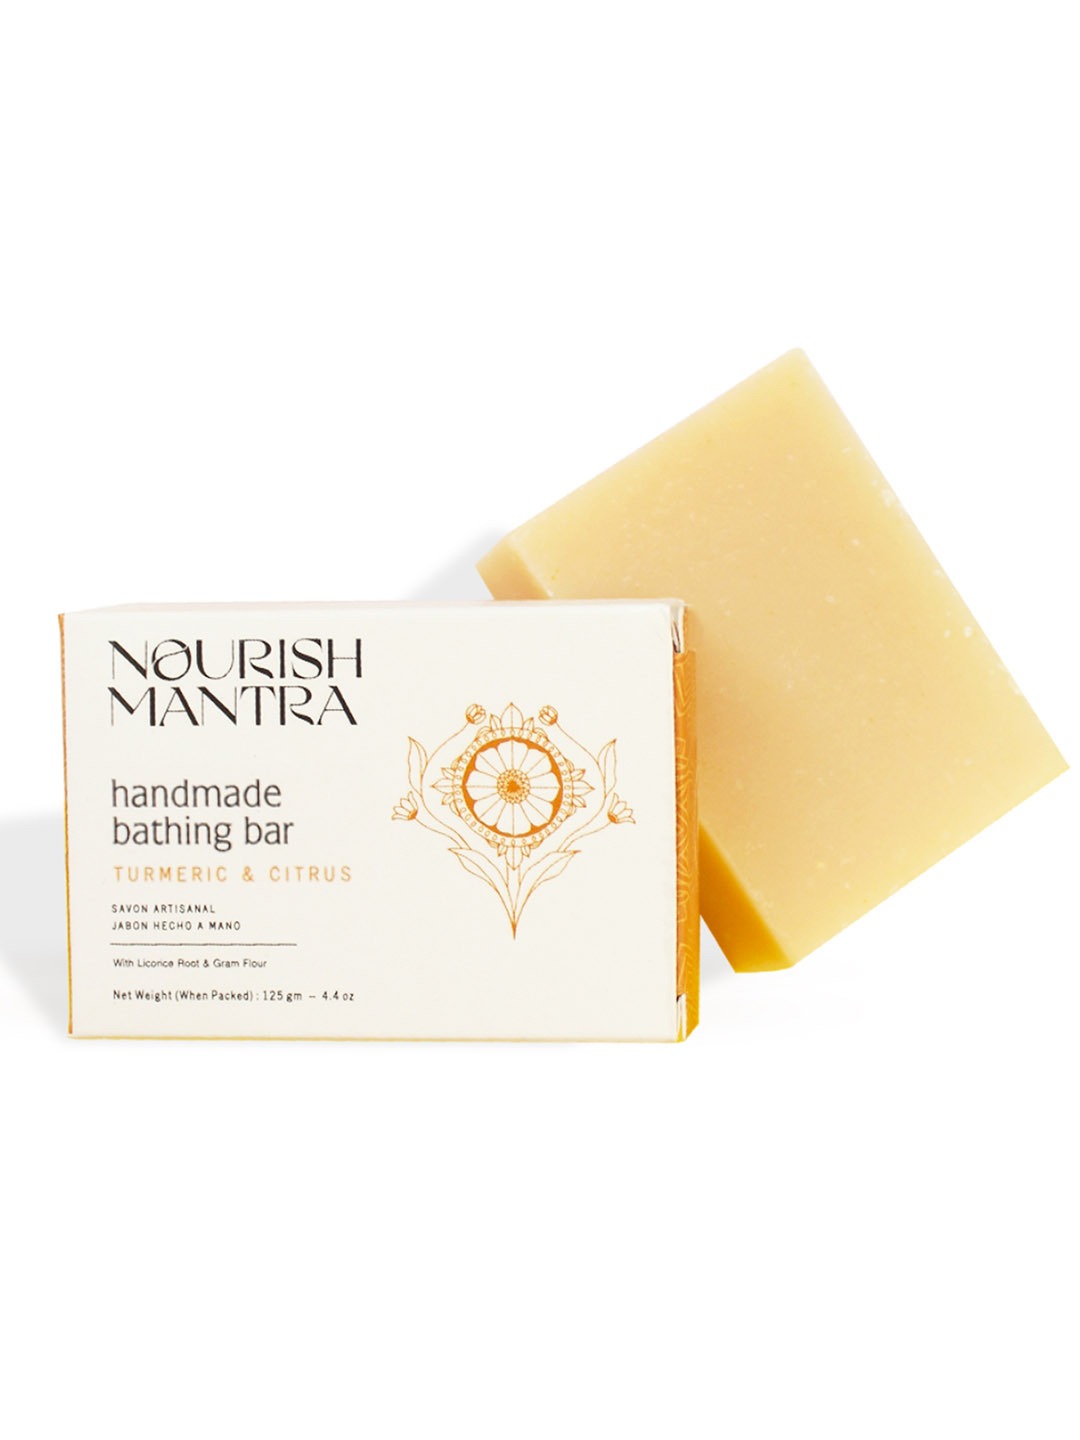 NOURISH
MANTRA
handmade
bathing bar
TURMERIC & CITRUS
SAVON ARTISANAL
JABON HECHO A MANO
With Licorice Root & Gram Flour
Net Weight (When Packed) : 125 gm – 4.4 oz